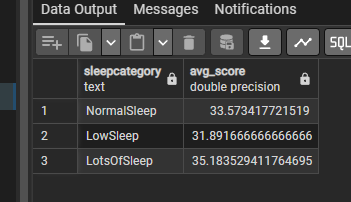 Data Output Messages Notifications
SQL
sleepcategory avg_score
text double precision
1 NormalSleep 33.573417721519
2 LowSleep 31.891666666666666
3 LotsOfSleep 35.183529411764695